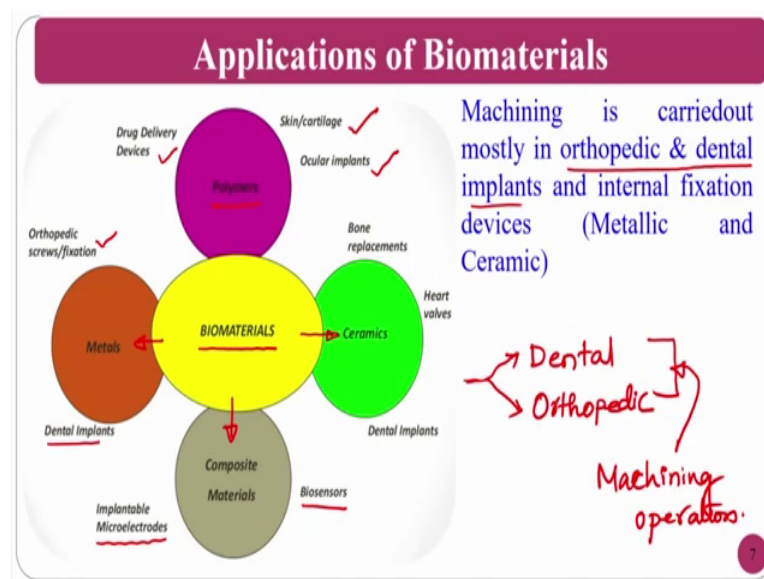 Applications of Biomaterials
Drug Delivery
Devices
Skin/cartilage
Ocular implants
Polymers
Orthopedic
screws/fixation
Bone
replacements
Heart
valves
Metals
BIOMATERIALS
Ceramics
Dental Implants
Dental Implants
Composite
Materials
Implantable
Microelectrodes
Biosensors
Machining is carriedout
mostly in orthopedic & dental
implants and internal fixation
devices (Metallic and
Ceramic)
Dental
Orthopedic
Machining
operations.
7